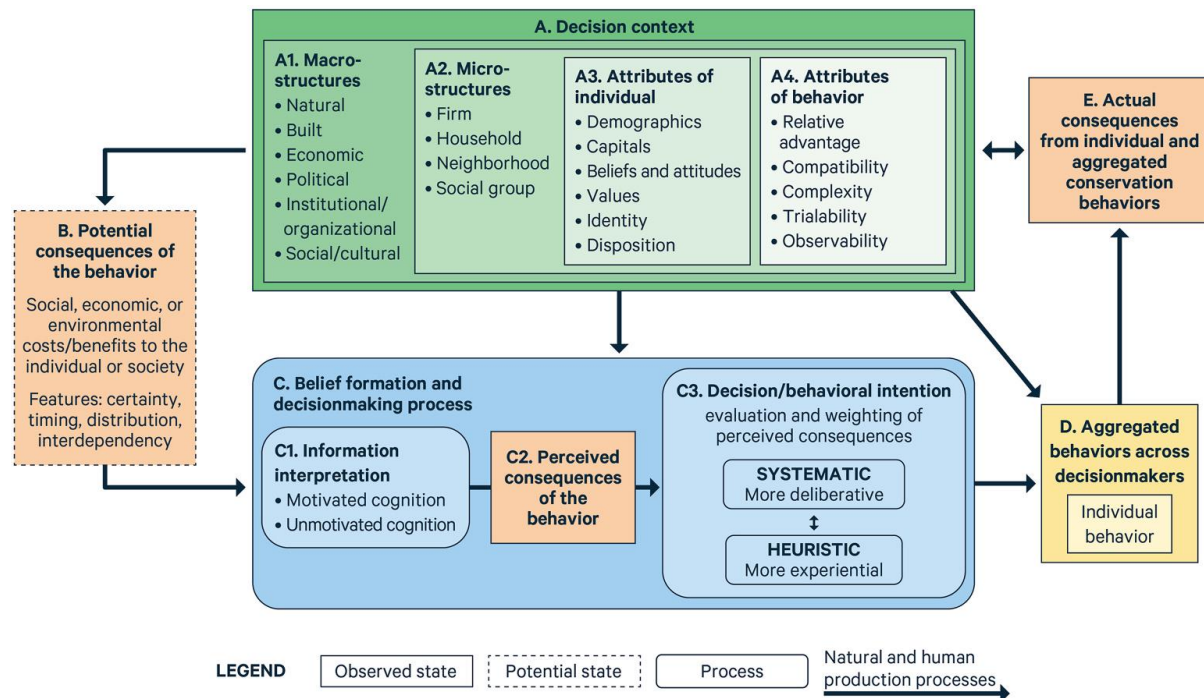 A. Decision context
A1. Macro-
structures
• Natural
• Built
• Economic
• Political
• Institutional/
organizational
• Social/cultural
A2. Micro-
structures
• Firm
• Household
• Neighborhood
• Social group
A3. Attributes of
individual
• Demographics
• Capitals
• Beliefs and attitudes
• Values
• Identity
• Disposition
A4. Attributes
of behavior
• Relative
advantage
• Compatibility
• Complexity
• Trialability
• Observability
B. Potential
consequences of
the behavior
Social, economic, or
environmental
costs/benefits to the
individual or society
Features: certainty,
timing, distribution,
interdependency
C. Belief formation and
decisionmaking process
C1. Information
interpretation
• Motivated cognition
• Unmotivated cognition
C2. Perceived
consequences
of the
behavior
C3. Decision/behavioral intention
evaluation and weighting of
perceived consequences
SYSTEMATIC
More deliberative
HEURISTIC
More experiential
D. Aggregated
behaviors across
decisionmakers
Individual
behavior
E. Actual
consequences
from individual and
aggregated
conservation
behaviors
LEGEND
Observed state
Potential state
Process
Natural and human
production processes